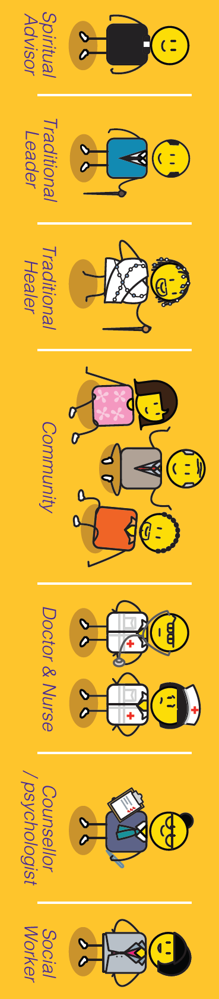 Spiritual
Advisor
Traditional
Leader
Traditional
Healer
Community
Doctor & Nurse
Counsellor
/ psychologist
Social
Worker